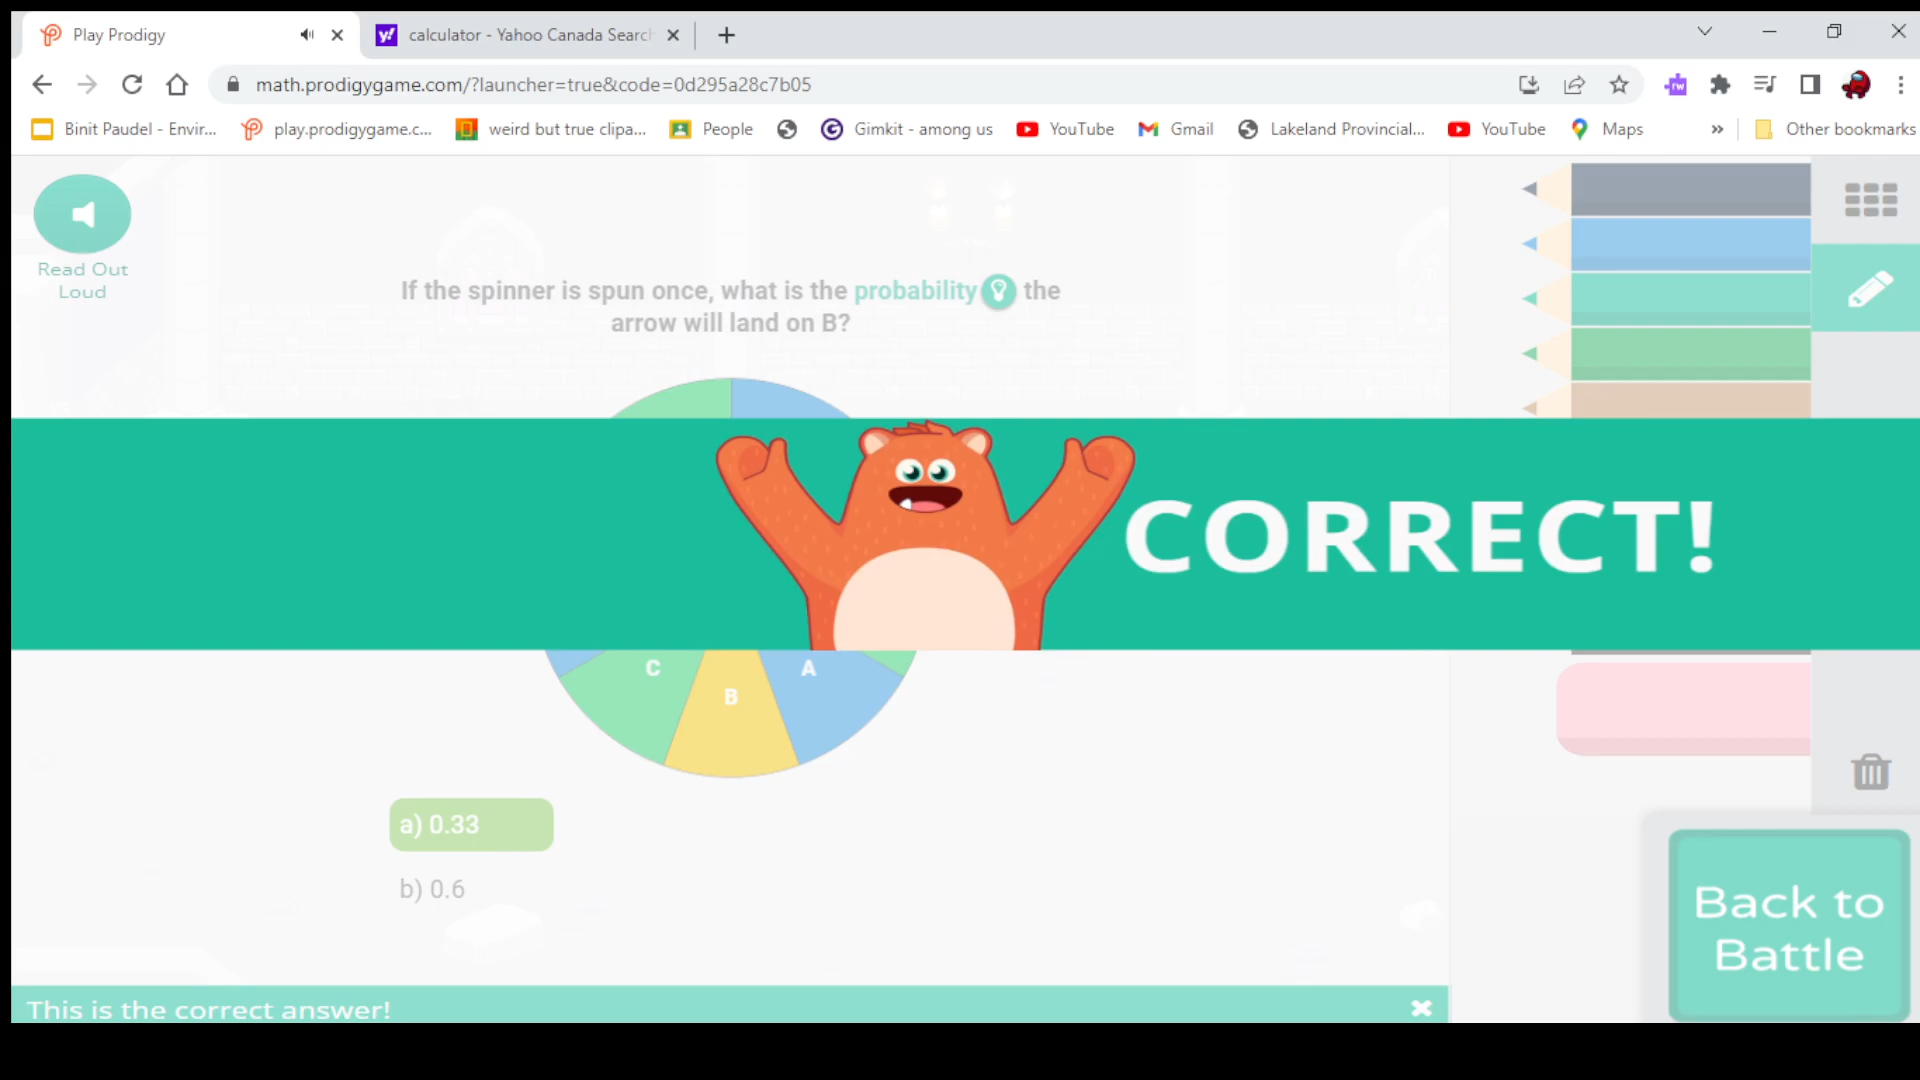 Play Prodigy
calculator - Yahoo Canada Search
math.prodigygame.com/?launcher=true&code=0d295a28c7b05
rw
Binit Paudel - Envir...
play.prodigygame.c...
weird but true clipa...
People
Gimkit - among us
YouTube
Gmail
Lakeland Provincial...
YouTube
Maps
»
Other bookmarks
Read Out
Loud
If the spinner is spun once, what is the probability the
arrow will land on B?
CORRECT!
C
A
B
a) 0.33
b) 0.6
Back to
Battle
This is the correct answer!